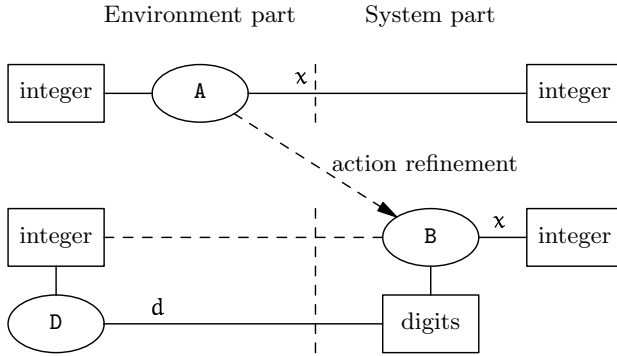 Environment part System part
integer A x integer
action refinement
integer B x integer
D d digits